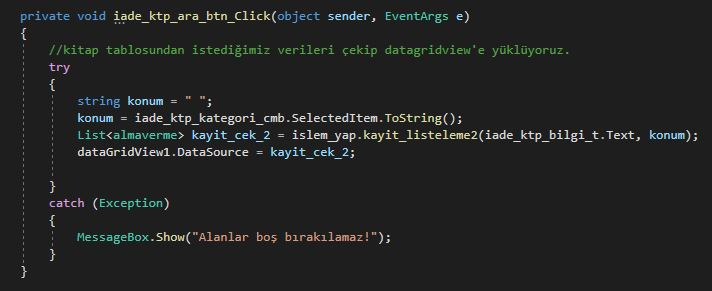 private void iade_ktp_ara_btn_Click(object sender, EventArgs e)
{
//kitap tablosundan istediğimiz verileri çekip datagridview'e yüklüyoruz.
try
{
string konum = " ";
konum = iade_ktp_kategori_cmb.SelectedItem.ToString();
List<almaverme> kayit_cek_2 = islem_yap.kayit_listeleme2(iade_ktp_bilgi_t.Text, konum);
dataGridView1.DataSource = kayit_cek_2;
}
catch (Exception)
{
MessageBox.Show("Alanlar boş bırakılamaz!");
}
}